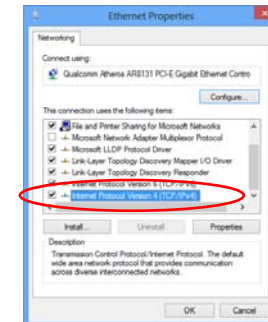 Ethernet Properties
Networking
Connect using:
Qualcomm Atheros AR8131 PCI-E Gigabit Ethernet Contro
Configure...
This connection uses the following items:
File and Printer Sharing for Microsoft Networks
Microsoft Network Adapter Multiplexor Protocol
Microsoft LLDP Protocol Driver
Link-Layer Topology Discovery Mapper I/O Driver
Link-Layer Topology Discovery Responder
Internet Protocol Version 6 (TCP/IPv6)
Internet Protocol Version 4 (TCP/IPv4)
Install...
Uninstall
Properties
Description
Transmission Control Protocol/Internet Protocol. The default
wide area network protocol that provides communication
across diverse interconnected networks.
OK
Cancel